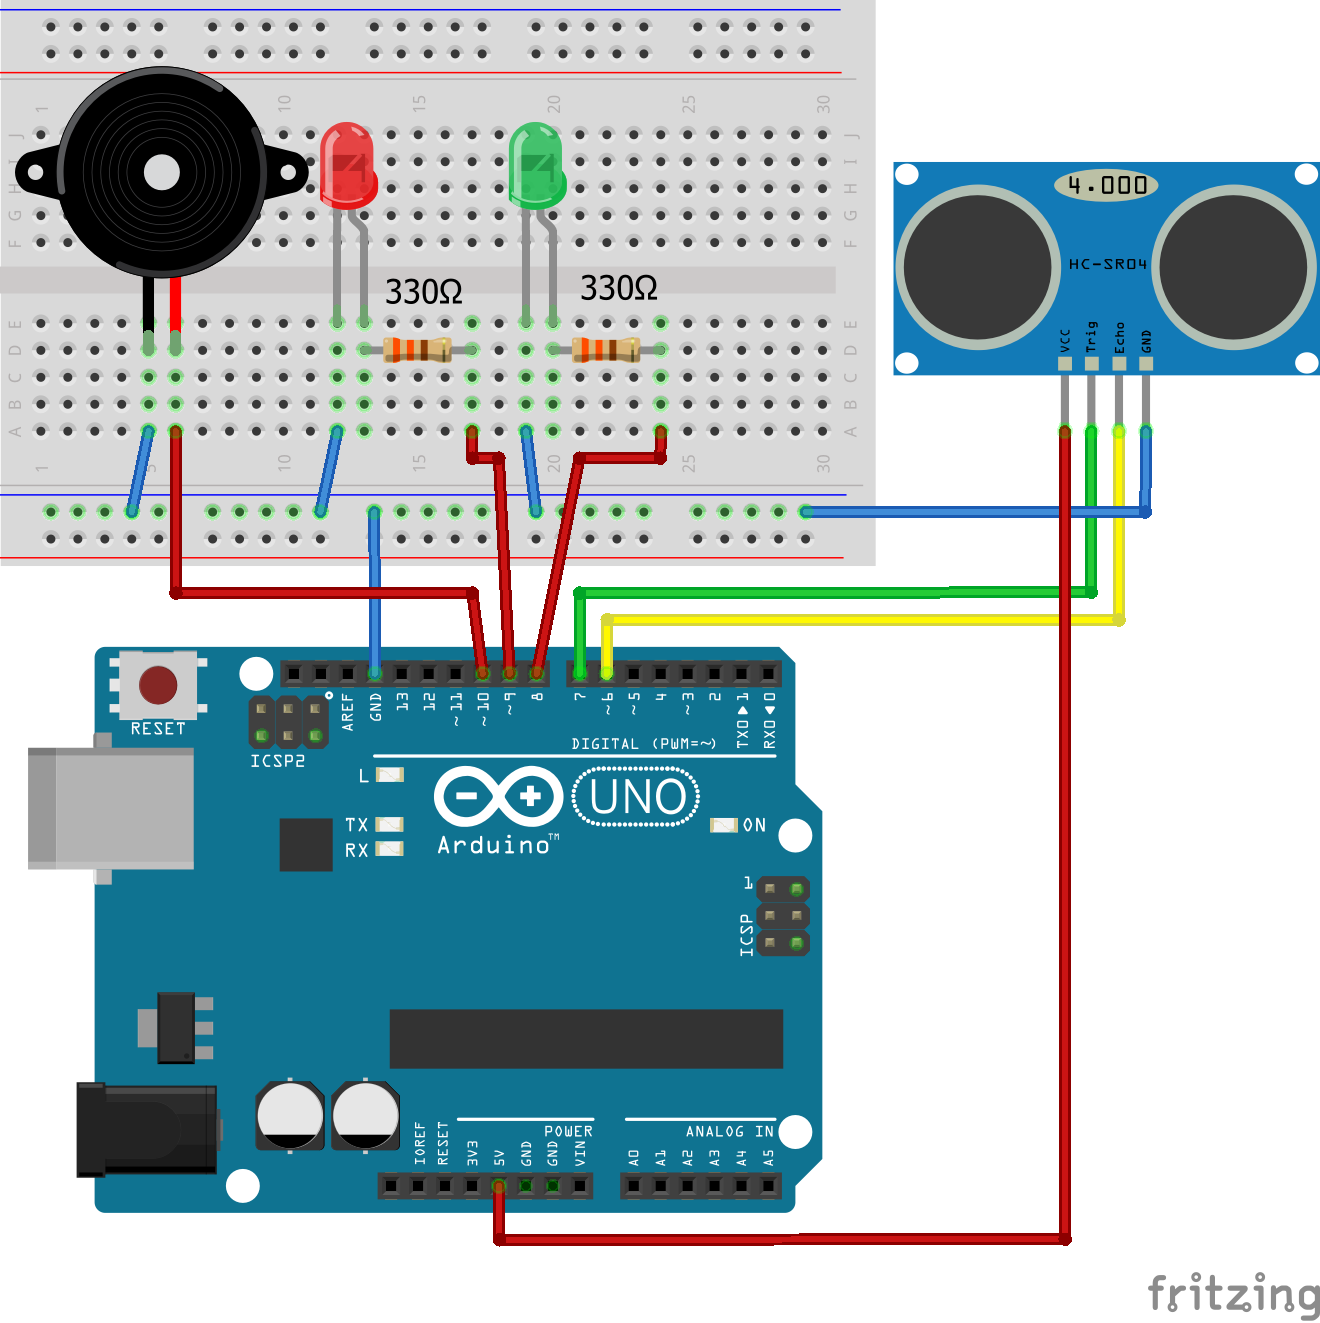 1 10 15 20 25 30
J J
I I
H H
G G
F F
330Ω 330Ω
E E
D D
C C
B B
A A
1 5 10 15 20 25 30
4.000
HC-SR04
VCC Trig Echo GND
RESET
ICSP2
AREF GND 13 12 ~11 ~10 ~9 8 7 ~6 ~5 4 ~3 2 TX0▶1 RX0◀0
DIGITAL (PWM=~)
L
TX
RX
UNO
Arduino™
ON
1
ICSP
POWER
ANALOG IN
IOREF RESET 3V3 5V GND GND VIN A0 A1 A2 A3 A4 A5
fritzing